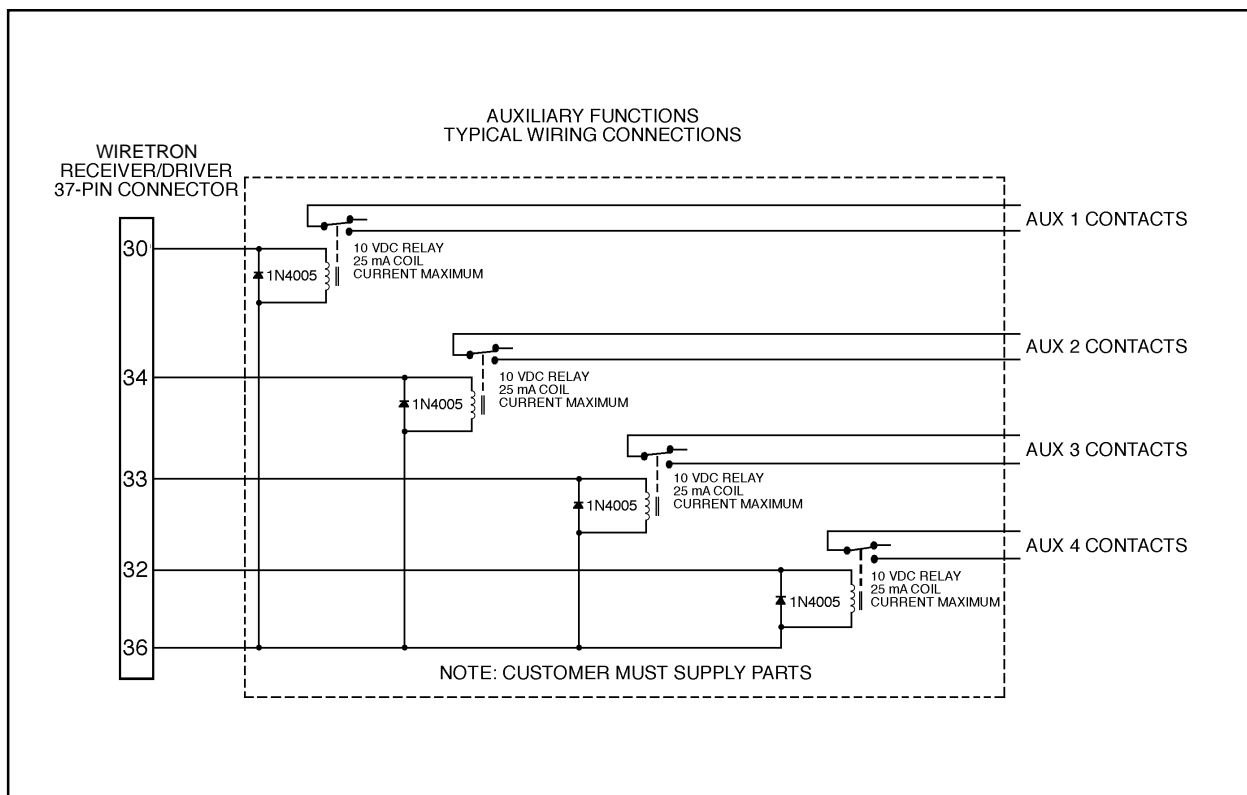 AUXILIARY FUNCTIONS
TYPICAL WIRING CONNECTIONS
WIRETRON
RECEIVER/DRIVER
37-PIN CONNECTOR
AUX 1 CONTACTS
30
1N4005
10 VDC RELAY
25 mA COIL
CURRENT MAXIMUM
AUX 2 CONTACTS
34
1N4005
10 VDC RELAY
25 mA COIL
CURRENT MAXIMUM
AUX 3 CONTACTS
33
1N4005
10 VDC RELAY
25 mA COIL
CURRENT MAXIMUM
AUX 4 CONTACTS
32
1N4005
10 VDC RELAY
25 mA COIL
CURRENT MAXIMUM
36
NOTE: CUSTOMER MUST SUPPLY PARTS